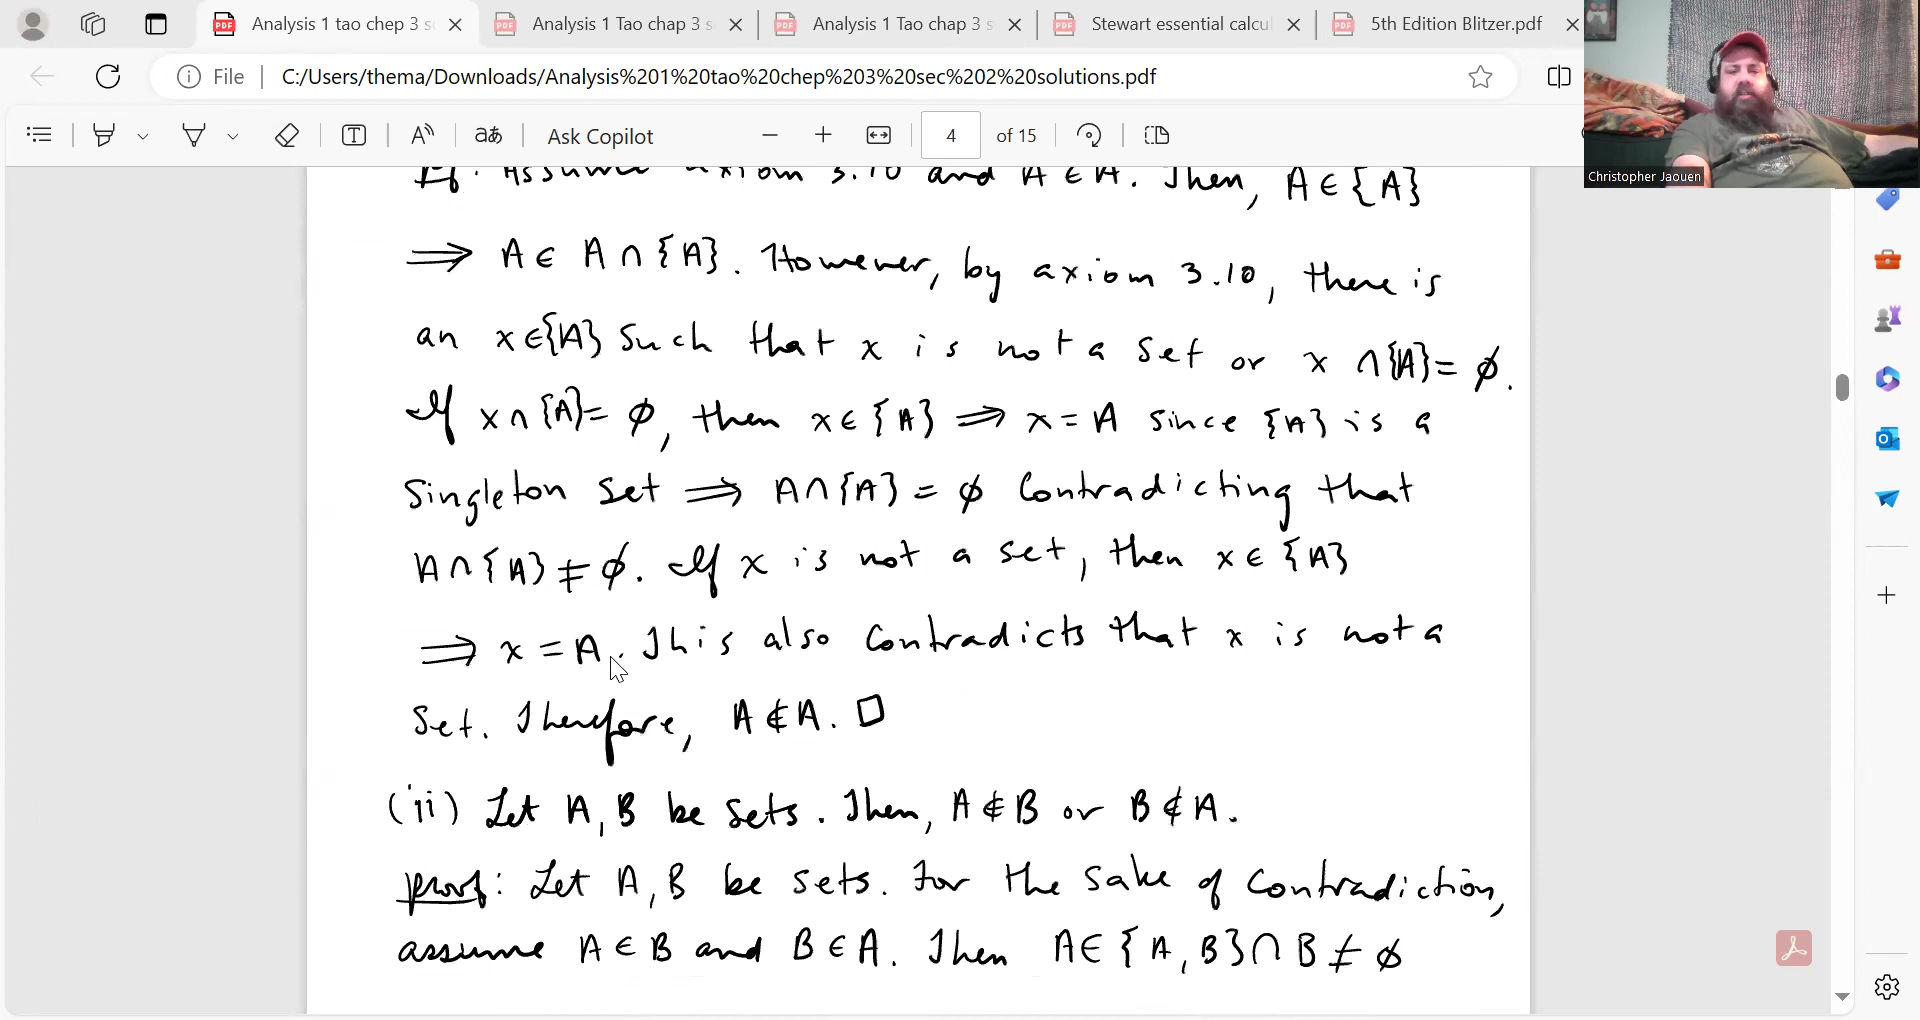 Analysis 1 tao chep 3 s
Analysis 1 Tao chap 3 s
Analysis 1 Tao chap 3 s
Stewart essential calcu
5th Edition Blitzer.pdf
File
C:/Users/thema/Downloads/Analysis%201%20tao%20chep%203%20sec%202%20solutions.pdf
Ask Copilot
4
of 15
Christopher Jaouen
Pf: Assume axiom 3.10 and A ∈ A. Then, A ∈ {A}
⟹ A ∈ A ∩ {A}. However, by axiom 3.10, there is
an x ∈ {A} Such that x is not a set or x ∩ {A} = ∅.
If x ∩ {A} = ∅, then x ∈ {A} ⟹ x = A since {A} is a
Singleton set ⟹ A ∩ {A} = ∅ Contradicting that
A ∩ {A} ≠ ∅. If x is not a set, then x ∈ {A}
⟹ x = A. This also Contradicts that x is not a
Set. Therefore, A ∉ A. □
(ii) Let A, B be sets. Then, A ∉ B or B ∉ A.
proof: Let A, B be sets. For the Sake of Contradiction,
assume A ∈ B and B ∈ A. Then A ∈ {A, B} ∩ B ≠ ∅